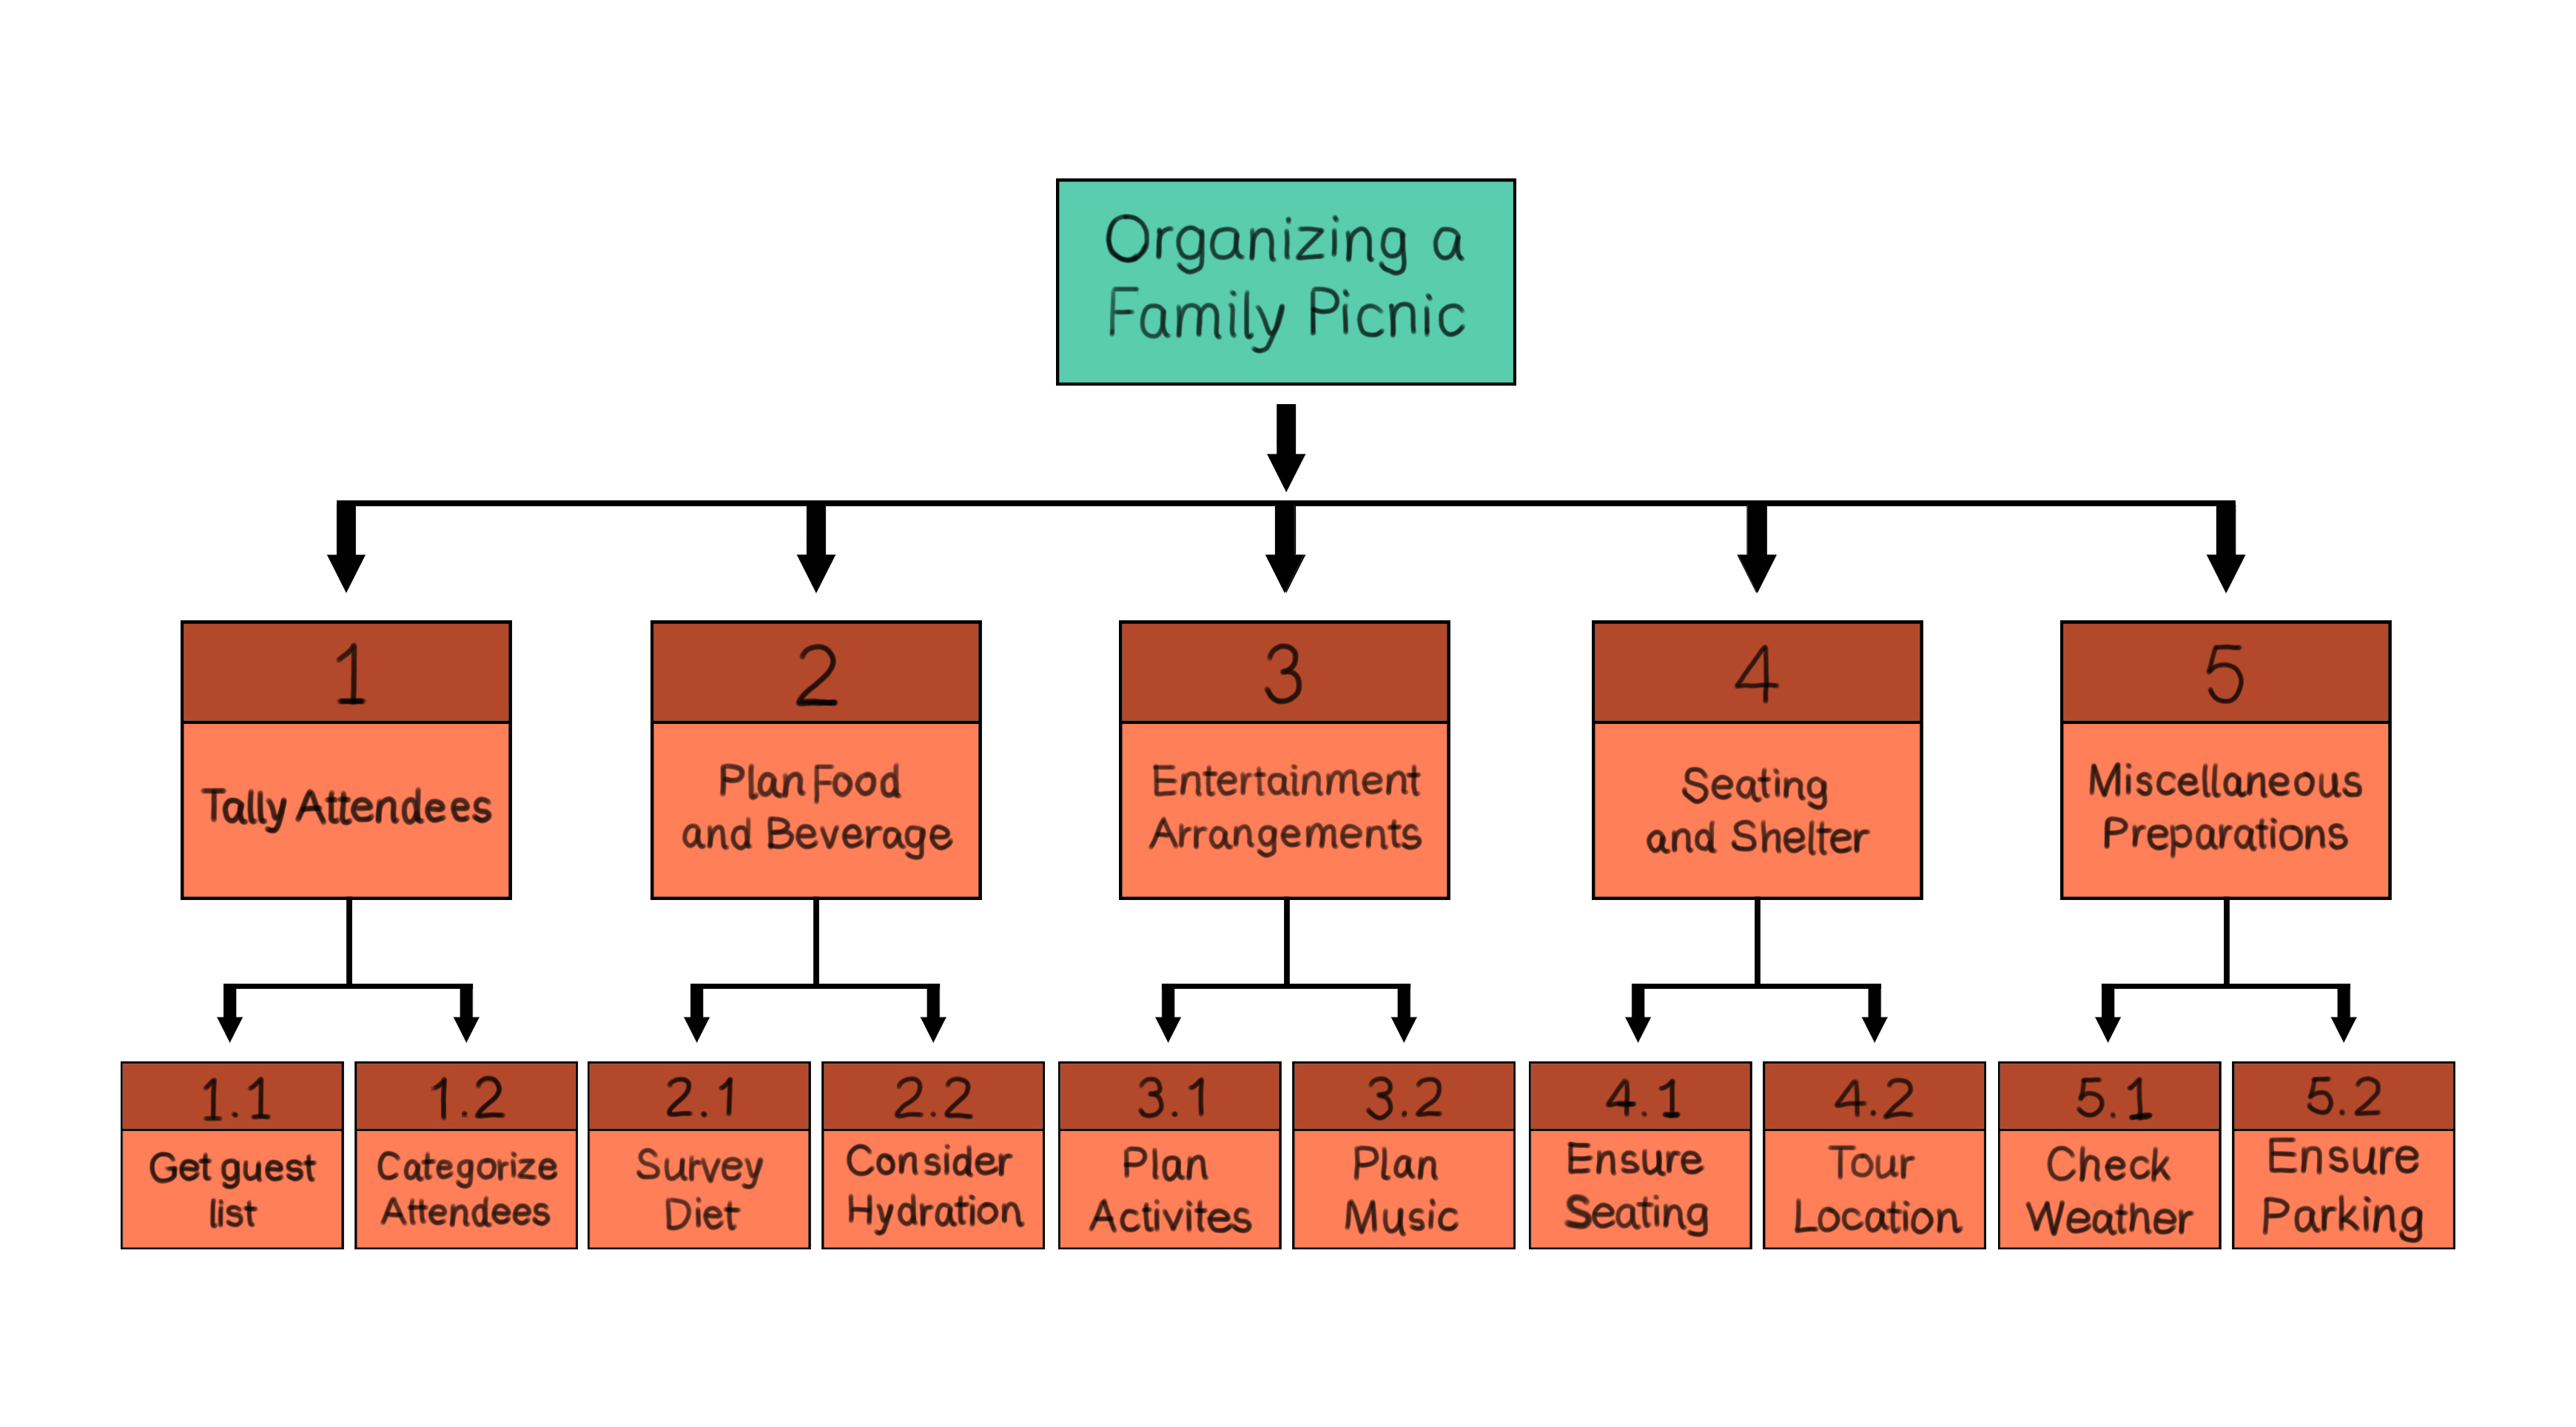 Organizing a
Family Picnic
1
Tally Attendees
2
Plan Food
and Beverage
3
Entertainment
Arrangements
4
Seating
and Shelter
5
Miscellaneous
Preparations
1.1
Get guest
list
1.2
Categorize
Attendees
2.1
Survey
Diet
2.2
Consider
Hydration
3.1
Plan
Activites
3.2
Plan
Music
4.1
Ensure
Seating
4.2
Tour
Location
5.1
Check
Weather
5.2
Ensure
Parking